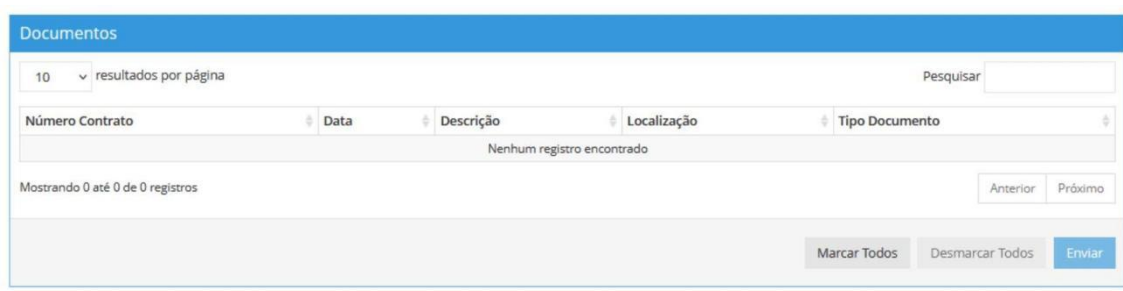 Documentos
10 resultados por página
Pesquisar
Número Contrato Data Descrição Localização Tipo Documento
Nenhum registro encontrado
Mostrando 0 até 0 de 0 registros
Anterior Próximo
Marcar Todos Desmarcar Todos Enviar